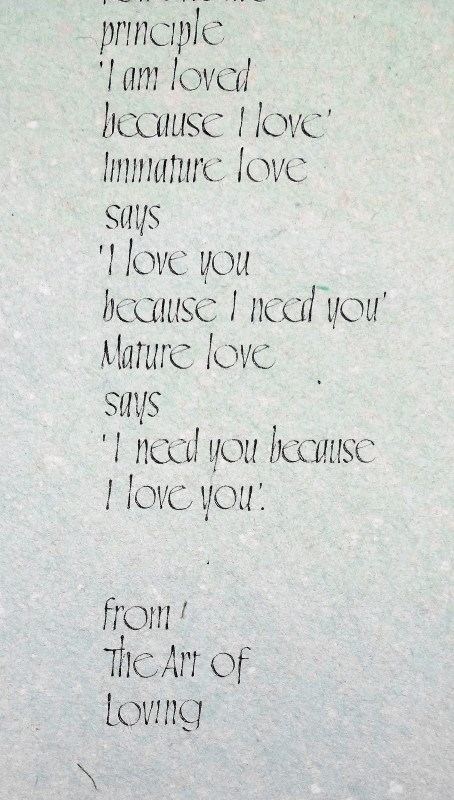 principle
'I am loved
because I love'
Immature love
says
'I love you
because I need you'
Mature love
says
'I need you because
I love you'.
from
The Art of
Loving